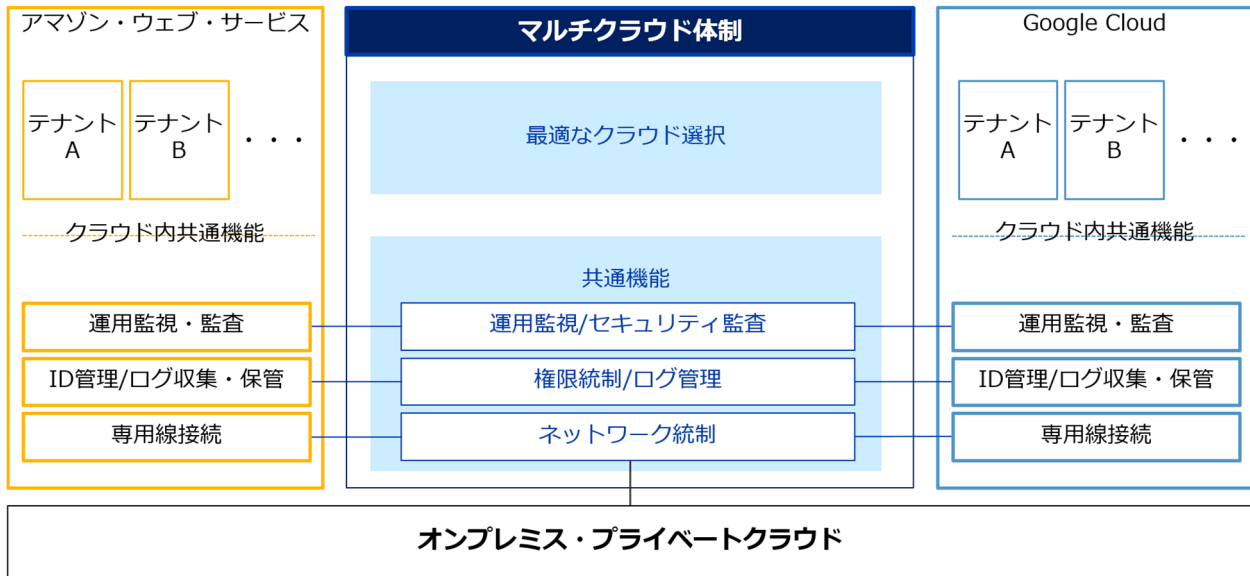 アマゾン・ウェブ・サービス
テナント
A
テナント
B
・・・
クラウド内共通機能
運用監視・監査
ID管理/ログ収集・保管
専用線接続
マルチクラウド体制
最適なクラウド選択
共通機能
運用監視/セキュリティ監査
権限統制/ログ管理
ネットワーク統制
Google Cloud
テナント
A
テナント
B
・・・
クラウド内共通機能
運用監視・監査
ID管理/ログ収集・保管
専用線接続
オンプレミス・プライベートクラウド